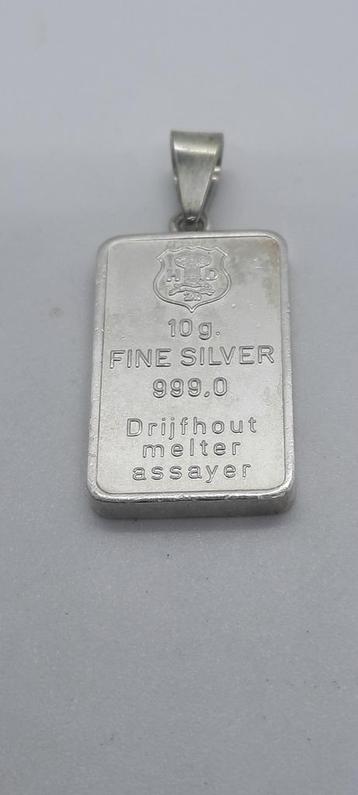 H D
10 g.
FINE SILVER
999,0
Drijfhout
melter
assayer